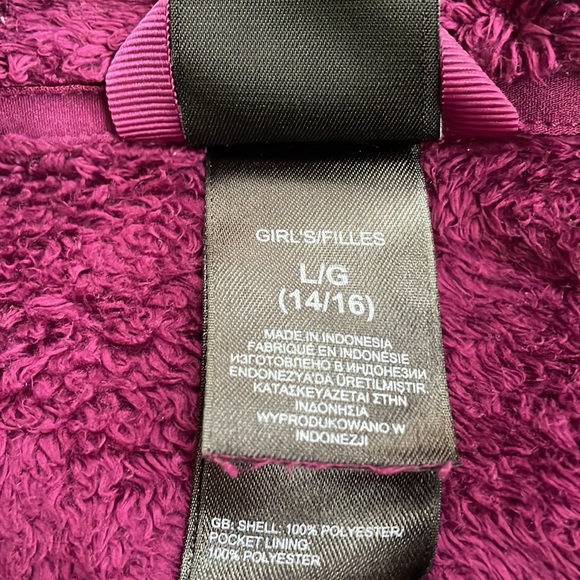 GIRL'S/FILLES
L/G
(14/16)
MADE IN INDONESIA
FABRIQUÉ EN INDONÉSIE
ИЗГОТОВЛЕНО В ИНДОНЕЗИИ
ENDONEZYA'DA ÜRETILMIŞTIR.
ΚΑΤΑΣΚΕΥΑΖΕΤΑΙ ΣΤΗΝ
ΙΝΔΟΝΗΣΙΑ
WYPRODUKOWANO W
INDONEZJI
GB: SHELL: 100% POLYESTER/
POCKET LINING:
100% POLYESTER